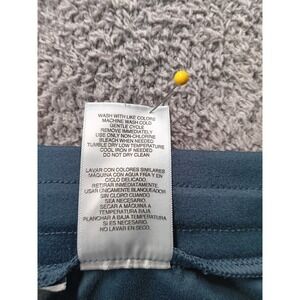 WASH WITH LIKE COLORS
MACHINE WASH COLD
GENTLE CYCLE
REMOVE IMMEDIATELY
USE ONLY NON-CHLORINE
BLEACH WHEN NEEDED
TUMBLE DRY LOW TEMPERATURE
COOL IRON IF NEEDED
DO NOT DRY CLEAN
LAVAR CON COLORES SIMILARES
MÁQUINA CON AGUA FRIA Y EN
CICLO DELICADO
RETIRAR INMEDIATAMENTE
USAR ÚNICAMENTE BLANQUEADOR
SIN CLORO CUANDO
SEA NECESARIO
SECAR A MÁQUINA A
TEMPERATURA BAJA
PLANCHAR A BAJA TEMPERATURA
SI ES NECESARIO
NO LAVAR EN SECO.